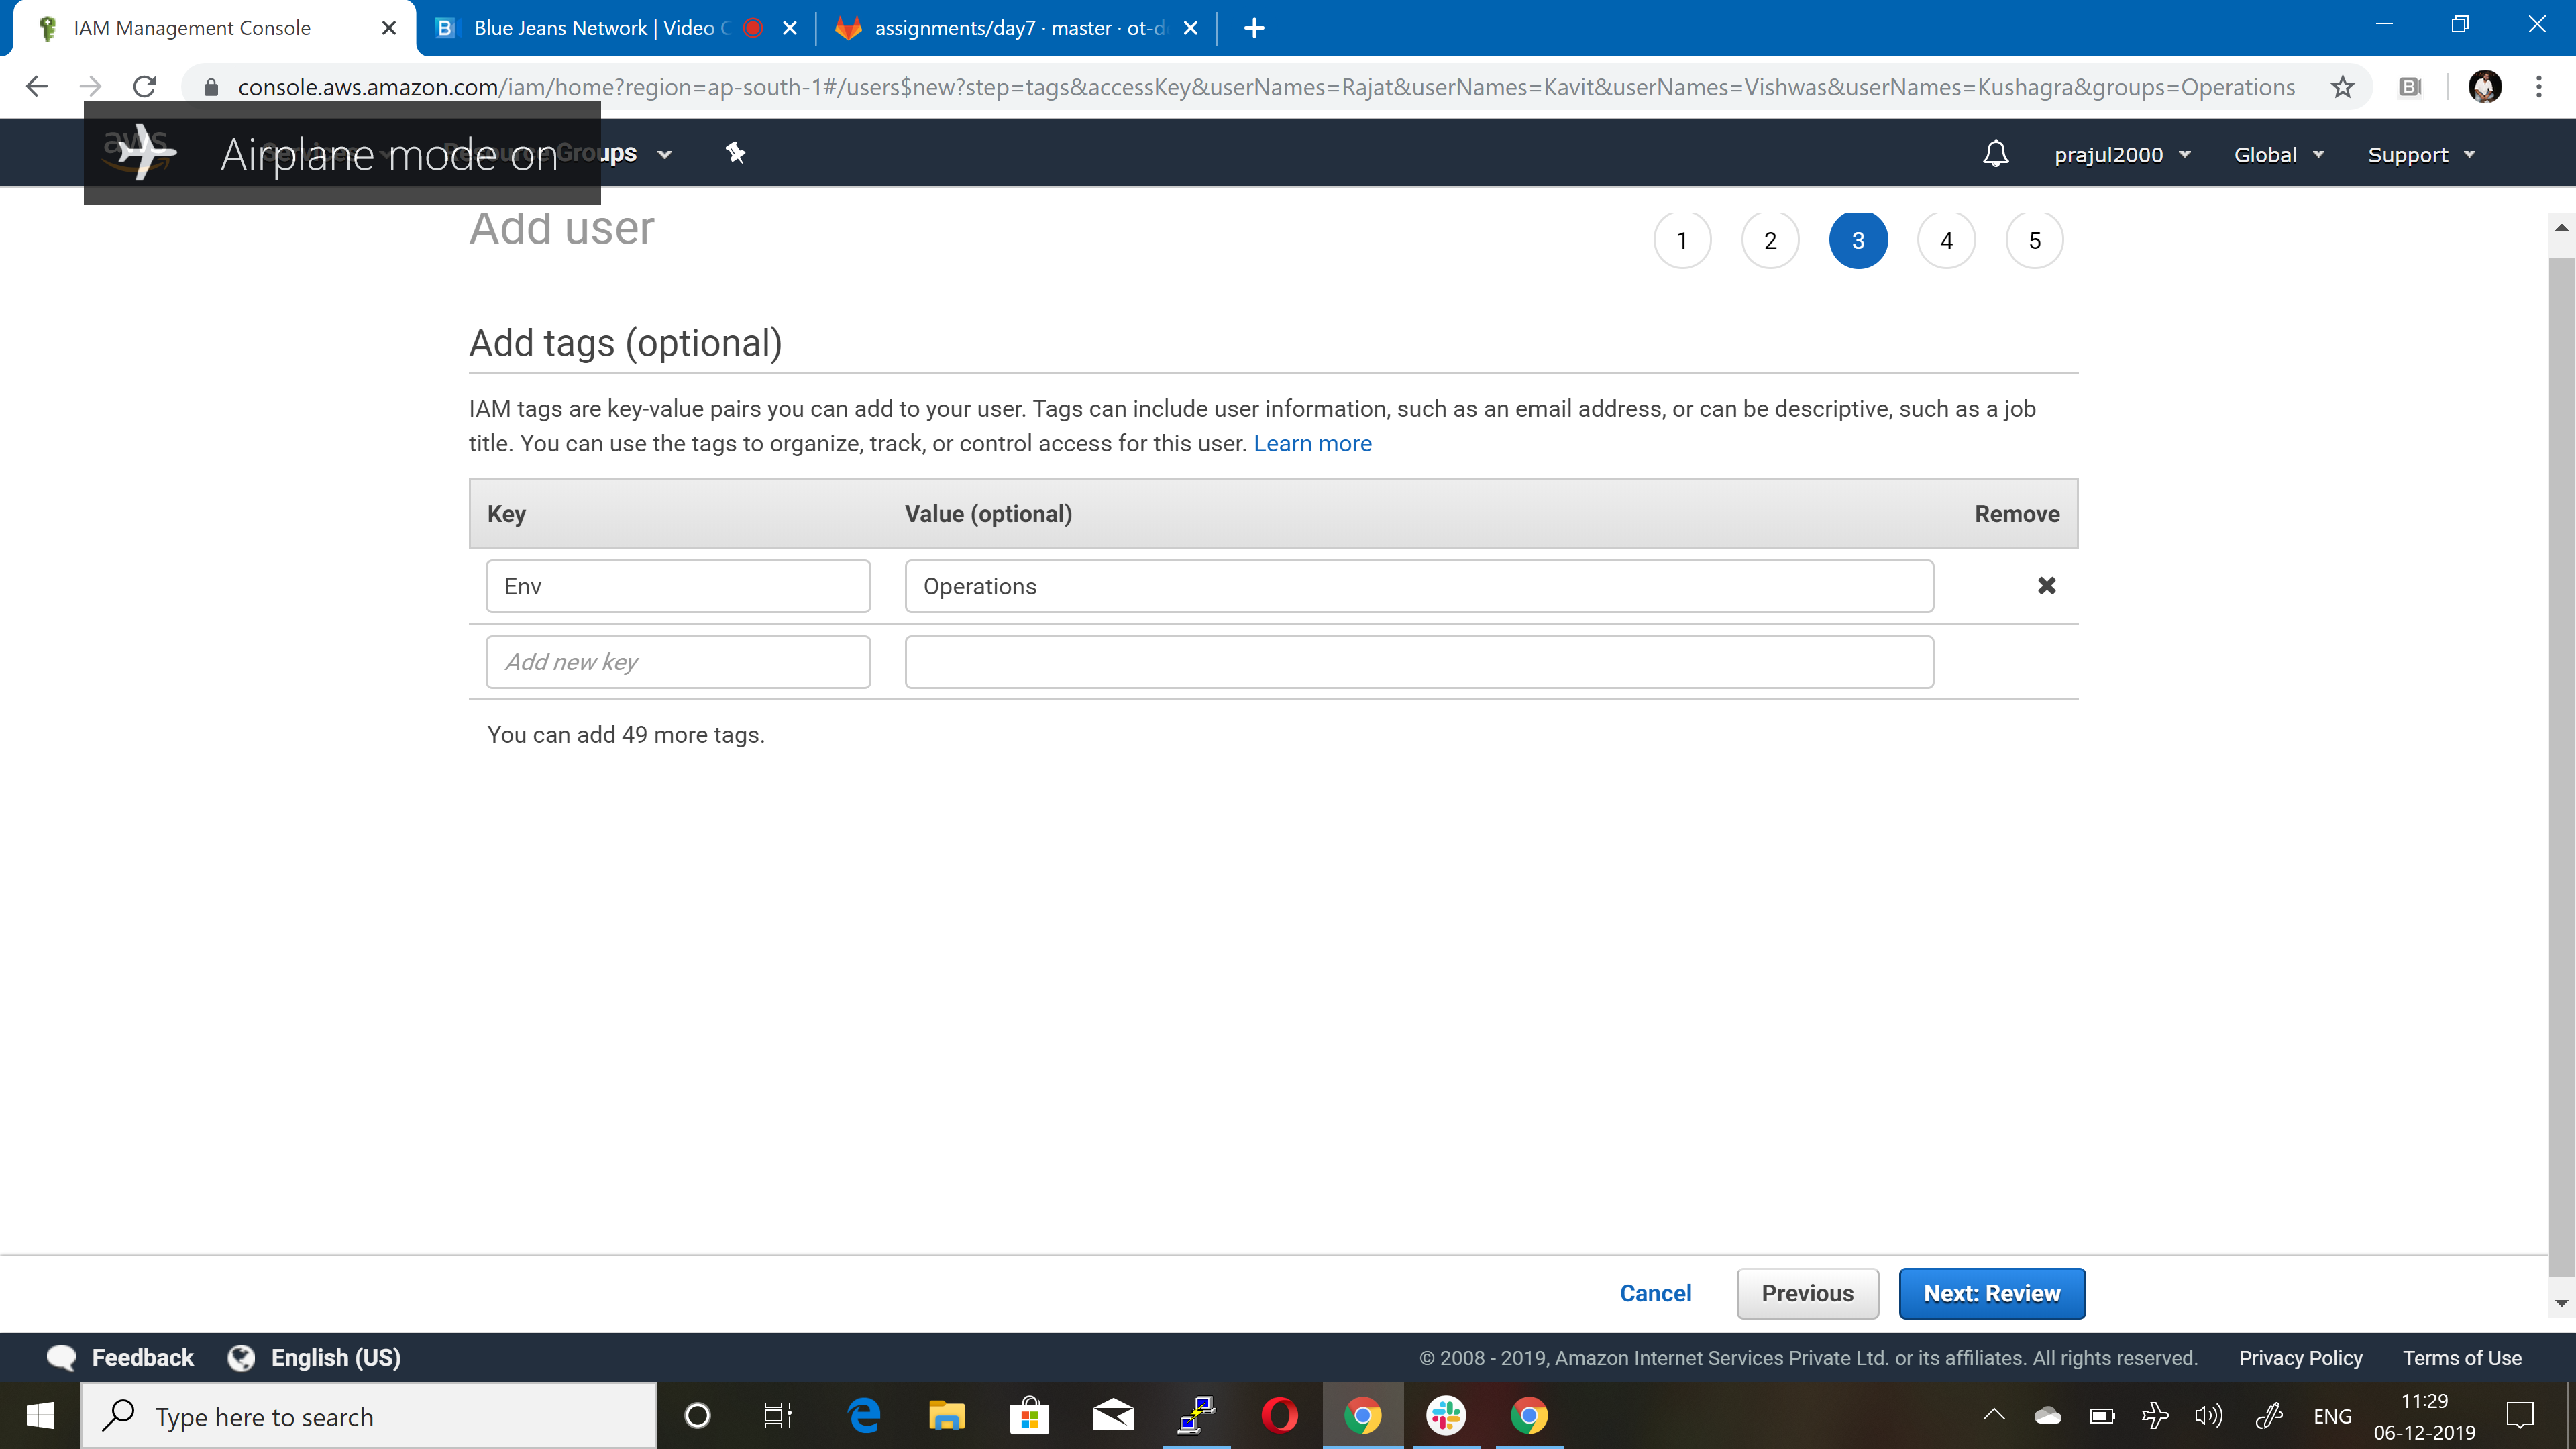 IAM Management Console
Blue Jeans Network | Video C
assignments/day7 · master · ot-d
console.aws.amazon.com/iam/home?region=ap-south-1#/users$new?step=tags&accessKey&userNames=Rajat&userNames=Kavit&userNames=Vishwas&userNames=Kushagra&groups=Operations
aws
Services
Resource Groups
Airplane mode on
prajul2000
Global
Support
Add user
1
2
3
4
5
Add tags (optional)
IAM tags are key-value pairs you can add to your user. Tags can include user information, such as an email address, or can be descriptive, such as a job
title. You can use the tags to organize, track, or control access for this user. Learn more
Key
Value (optional)
Remove
Env
Operations
Add new key
You can add 49 more tags.
Cancel
Previous
Next: Review
Feedback
English (US)
© 2008 - 2019, Amazon Internet Services Private Ltd. or its affiliates. All rights reserved.
Privacy Policy
Terms of Use
Type here to search
ENG
11:29
06-12-2019